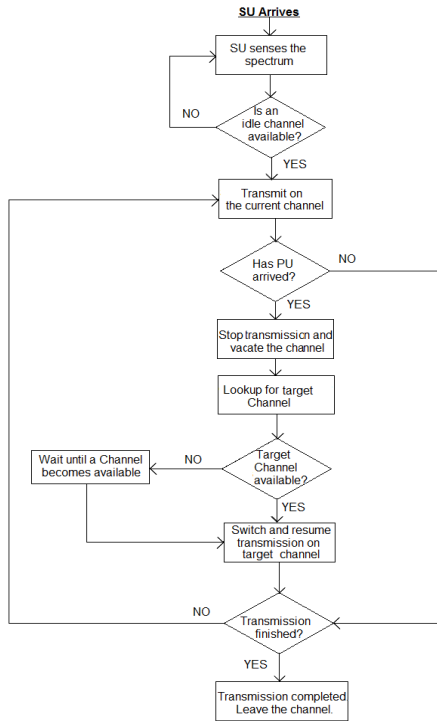 SU Arrives
SU senses the
spectrum
NO
Is an
idle channel
available?
YES
Transmit on
the current channel
Has PU
arrived?
NO
YES
Stop transmission and
vacate the channel
Lookup for target
Channel
Wait until a Channel
becomes available
NO
Target
Channel
available?
YES
Switch and resume
transmission on
target channel
NO
Transmission
finished?
YES
Transmission completed.
Leave the channel.